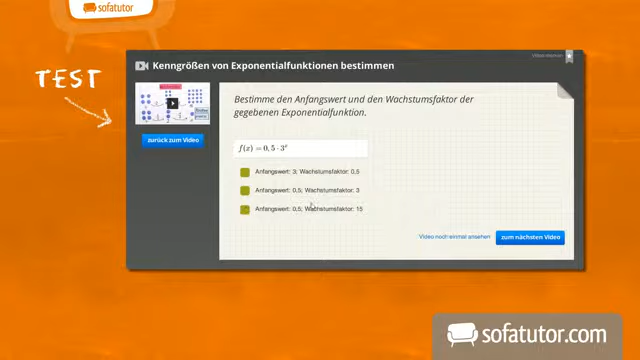 sofatutor
Kenngrößen von Exponentialfunktionen bestimmen
TEST
Bestimme den Anfangswert und den Wachstumsfaktor der
gegebenen Exponentialfunktion.
zurück zum Video
f(x) = 0,5 · 3ˣ
Anfangswert: 3; Wachstumsfaktor: 0,5
Anfangswert: 0,5; Wachstumsfaktor: 3
Anfangswert: 0,5; Wachstumsfaktor: 15
Video noch einmal ansehen
zum nächsten Video
sofatutor.com